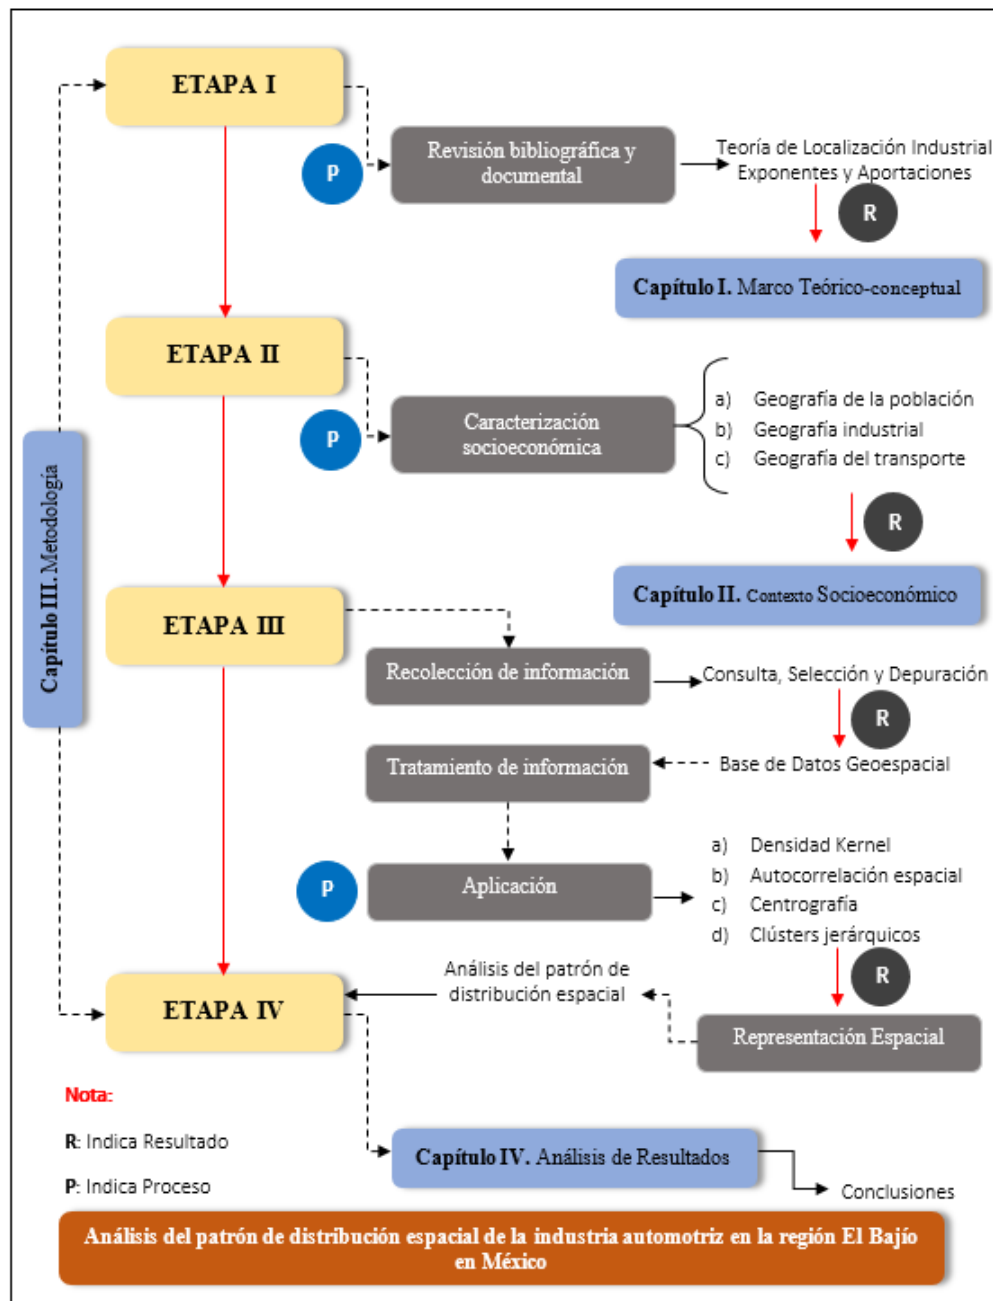 ETAPA I
P
Revisión bibliográfica y
documental
Teoría de Localización Industrial
Exponentes y Aportaciones
R
Capítulo I. Marco Teórico-conceptual
ETAPA II
P
Caracterización
socioeconómica
a) Geografía de la población
b) Geografía industrial
c) Geografía del transporte
R
Capítulo II. Contexto Socioeconómico
Capítulo III. Metodología
ETAPA III
Recolección de información
Consulta, Selección y Depuración
R
Tratamiento de información
Base de Datos Geoespacial
P
Aplicación
a) Densidad Kernel
b) Autocorrelación espacial
c) Centrografía
d) Clústers jerárquicos
R
ETAPA IV
Análisis del patrón de
distribución espacial
Representación Espacial
Nota:
R: Indica Resultado
P: Indica Proceso
Capítulo IV. Análisis de Resultados
Conclusiones
Análisis del patrón de distribución espacial de la industria automotriz en la región El Bajío
en México